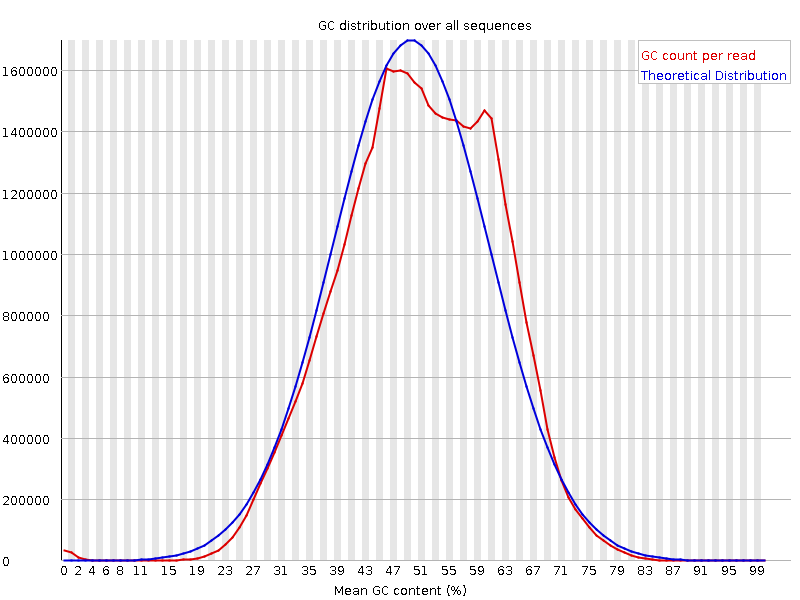 GC distribution over all sequences
GC count per read
Theoretical Distribution
1600000
1400000
1200000
1000000
800000
600000
400000
200000
0
0 2 4 6 8 11 15 19 23 27 31 35 39 43 47 51 55 59 63 67 71 75 79 83 87 91 95 99
Mean GC content (%)